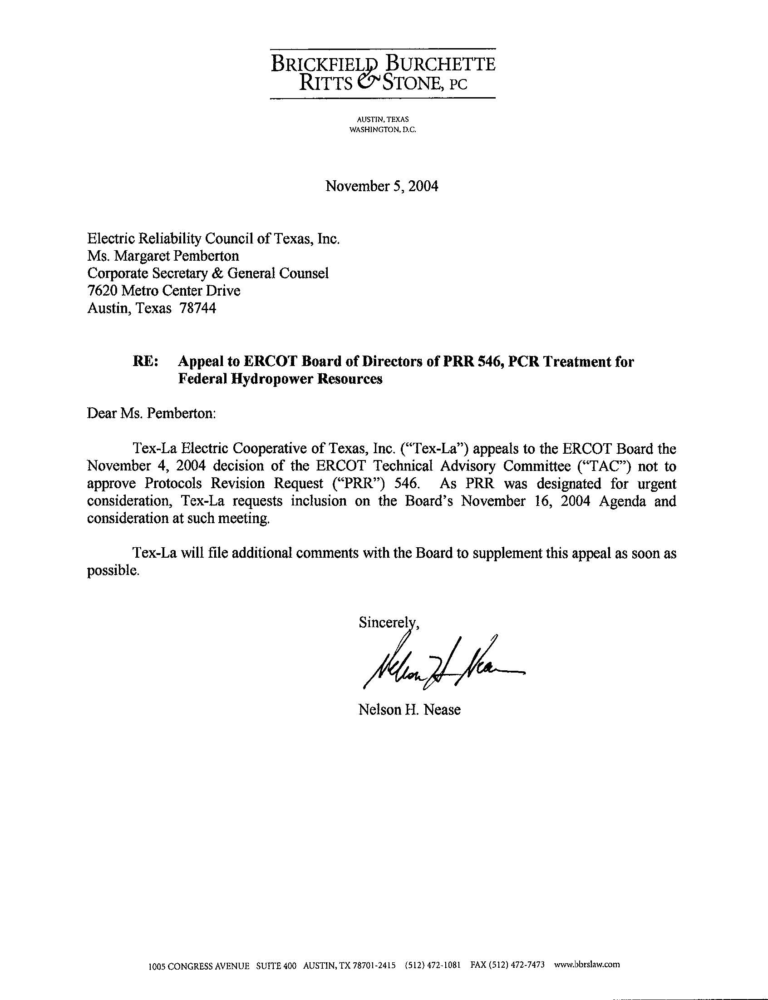 BRICKFIELD BURCHETTE
RITTS & STONE, PC
AUSTIN, TEXAS
WASHINGTON, D.C.
November 5, 2004
Electric Reliability Council of Texas, Inc.
Ms. Margaret Pemberton
Corporate Secretary & General Counsel
7620 Metro Center Drive
Austin, Texas 78744
RE: Appeal to ERCOT Board of Directors of PRR 546, PCR Treatment for
Federal Hydropower Resources
Dear Ms. Pemberton:
Tex-La Electric Cooperative of Texas, Inc. (“Tex-La”) appeals to the ERCOT Board the
November 4, 2004 decision of the ERCOT Technical Advisory Committee (“TAC”) not to
approve Protocols Revision Request (“PRR”) 546. As PRR was designated for urgent
consideration, Tex-La requests inclusion on the Board’s November 16, 2004 Agenda and
consideration at such meeting.
Tex-La will file additional comments with the Board to supplement this appeal as soon as
possible.
Sincerely,
Nelson H. Nease
Nelson H. Nease
1005 CONGRESS AVENUE SUITE 400 AUSTIN, TX 78701-2415 (512) 472-1081 FAX (512) 472-7473 www.bbrslaw.com